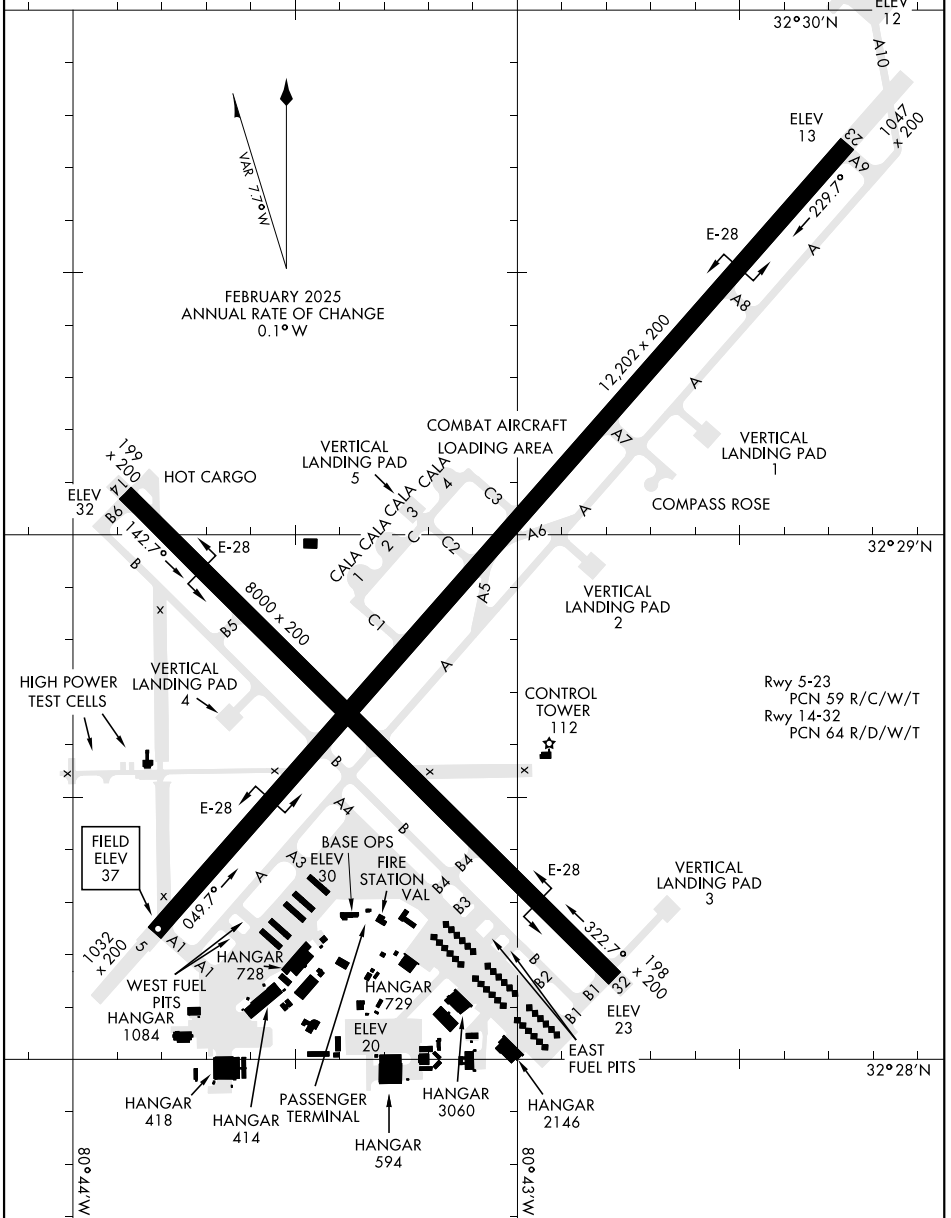 32°30'N
ELEV
12
A10
ELEV
13
23
1047
x 200
A9
229.7°
VAR 7.7° W
E-28
A
A8
FEBRUARY 2025
ANNUAL RATE OF CHANGE
0.1° W
12,202 x 200
A
COMBAT AIRCRAFT
LOADING AREA
A7
VERTICAL
LANDING PAD
1
VERTICAL
LANDING PAD
5
199
x 200
14
HOT CARGO
CALA
4
C3
CALA
3
CALA
2
CALA
1
C
C2
COMPASS ROSE
ELEV
32
B6
A
A6
142.7°
E-28
32°29'N
B
8000 x 200
A5
VERTICAL
LANDING PAD
2
x
B5
C1
A
HIGH POWER
TEST CELLS
VERTICAL
LANDING PAD
4
CONTROL
TOWER
112
Rwy 5-23
PCN 59 R/C/W/T
Rwy 14-32
PCN 64 R/D/W/T
x
x
x
x
B
E-28
A4
B
FIELD
ELEV
37
BASE OPS
A3
ELEV
30
FIRE
STATION
VAL
B4
B4
E-28
VERTICAL
LANDING PAD
3
A
x
049.7°
B3
322.7°
5
A1
1032
x 200
A1
WEST FUEL
PITS
HANGAR
728
HANGAR
729
B
B2
B1
B1
32
198
x 200
ELEV
23
HANGAR
1084
ELEV
20
EAST
FUEL PITS
32°28'N
HANGAR
418
HANGAR
414
PASSENGER
TERMINAL
HANGAR
594
HANGAR
3060
HANGAR
2146
80°44'W
80°43'W